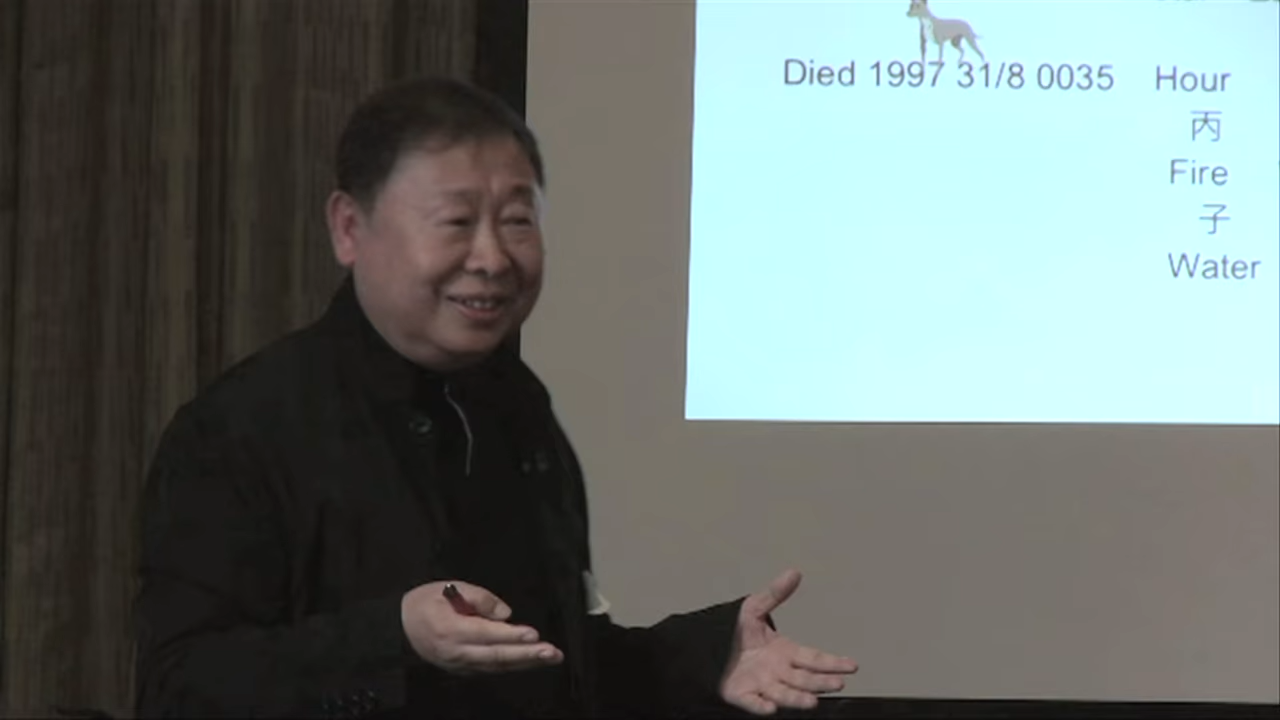 Died 1997 31/8 0035 Hour
丙
Fire
子
Water